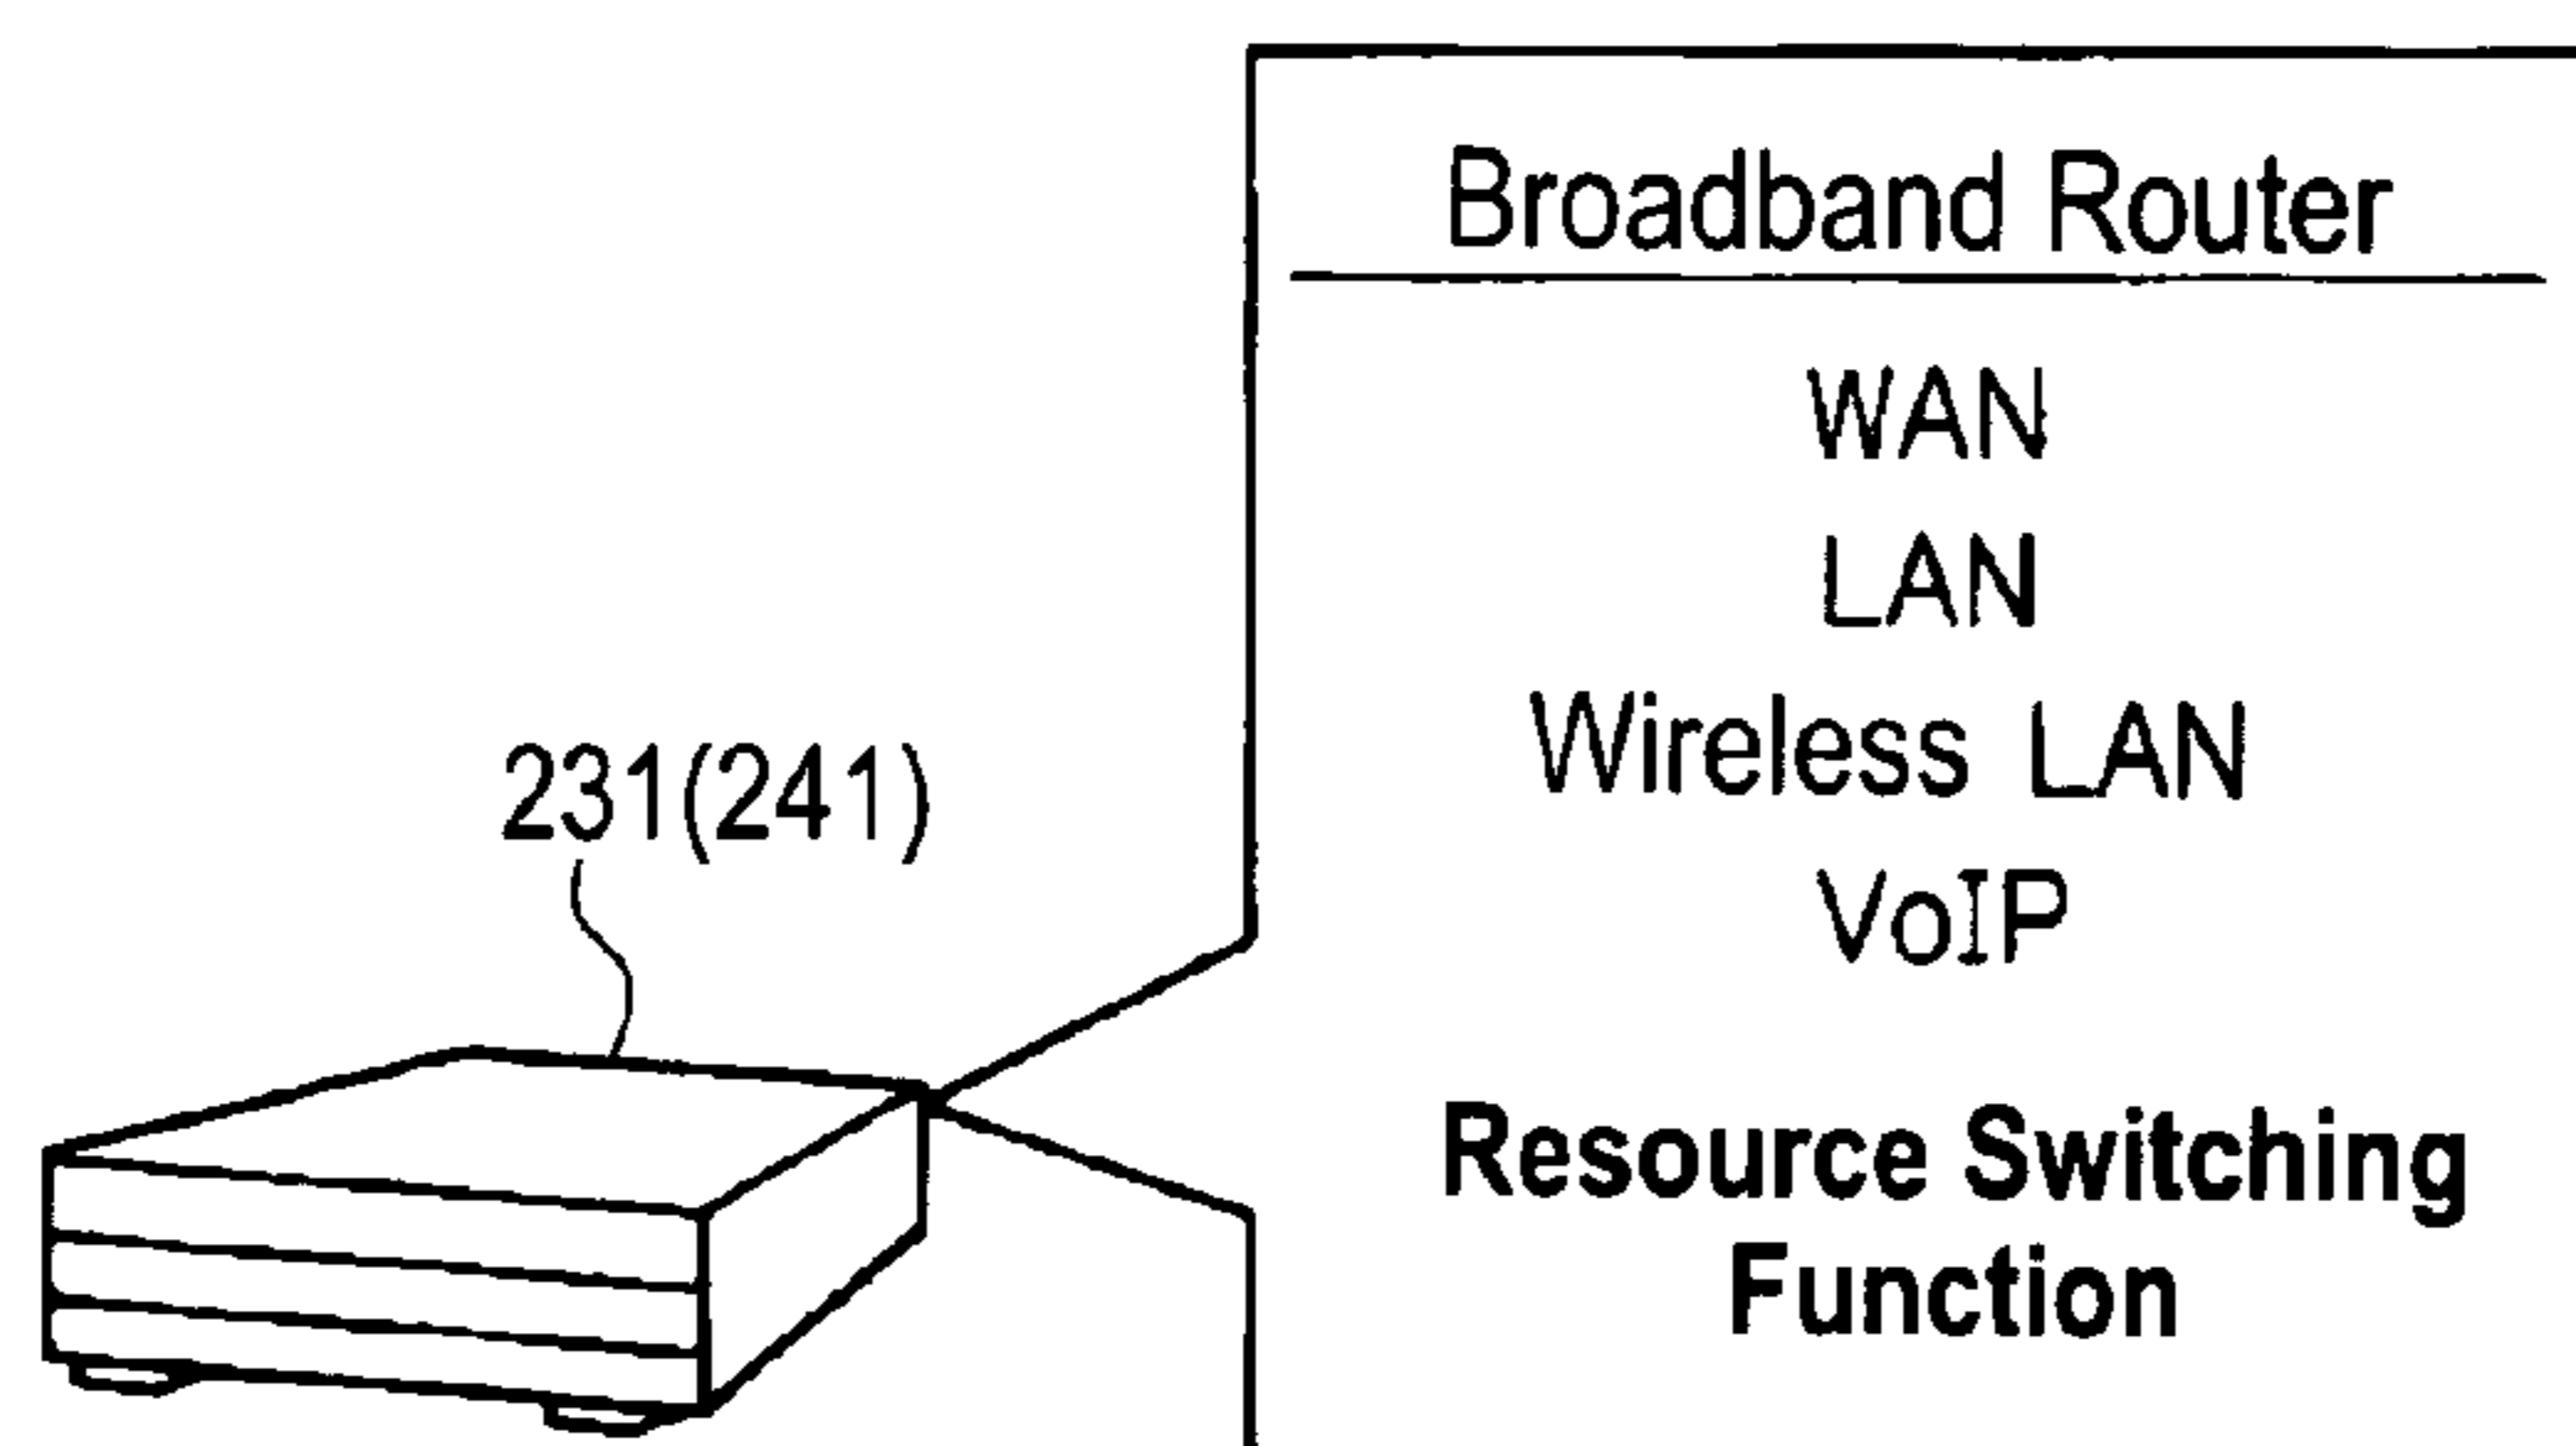 Broadband Router
WAN
LAN
Wireless LAN
231(241)
VoIP
Resource Switching
Function